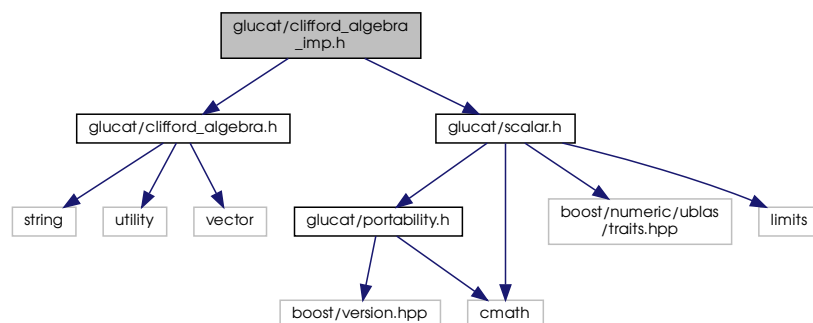 glucat/clifford_algebra
_imp.h
glucat/clifford_algebra.h
glucat/scalar.h
string
utility
vector
glucat/portability.h
boost/numeric/ublas
/traits.hpp
limits
boost/version.hpp
cmath